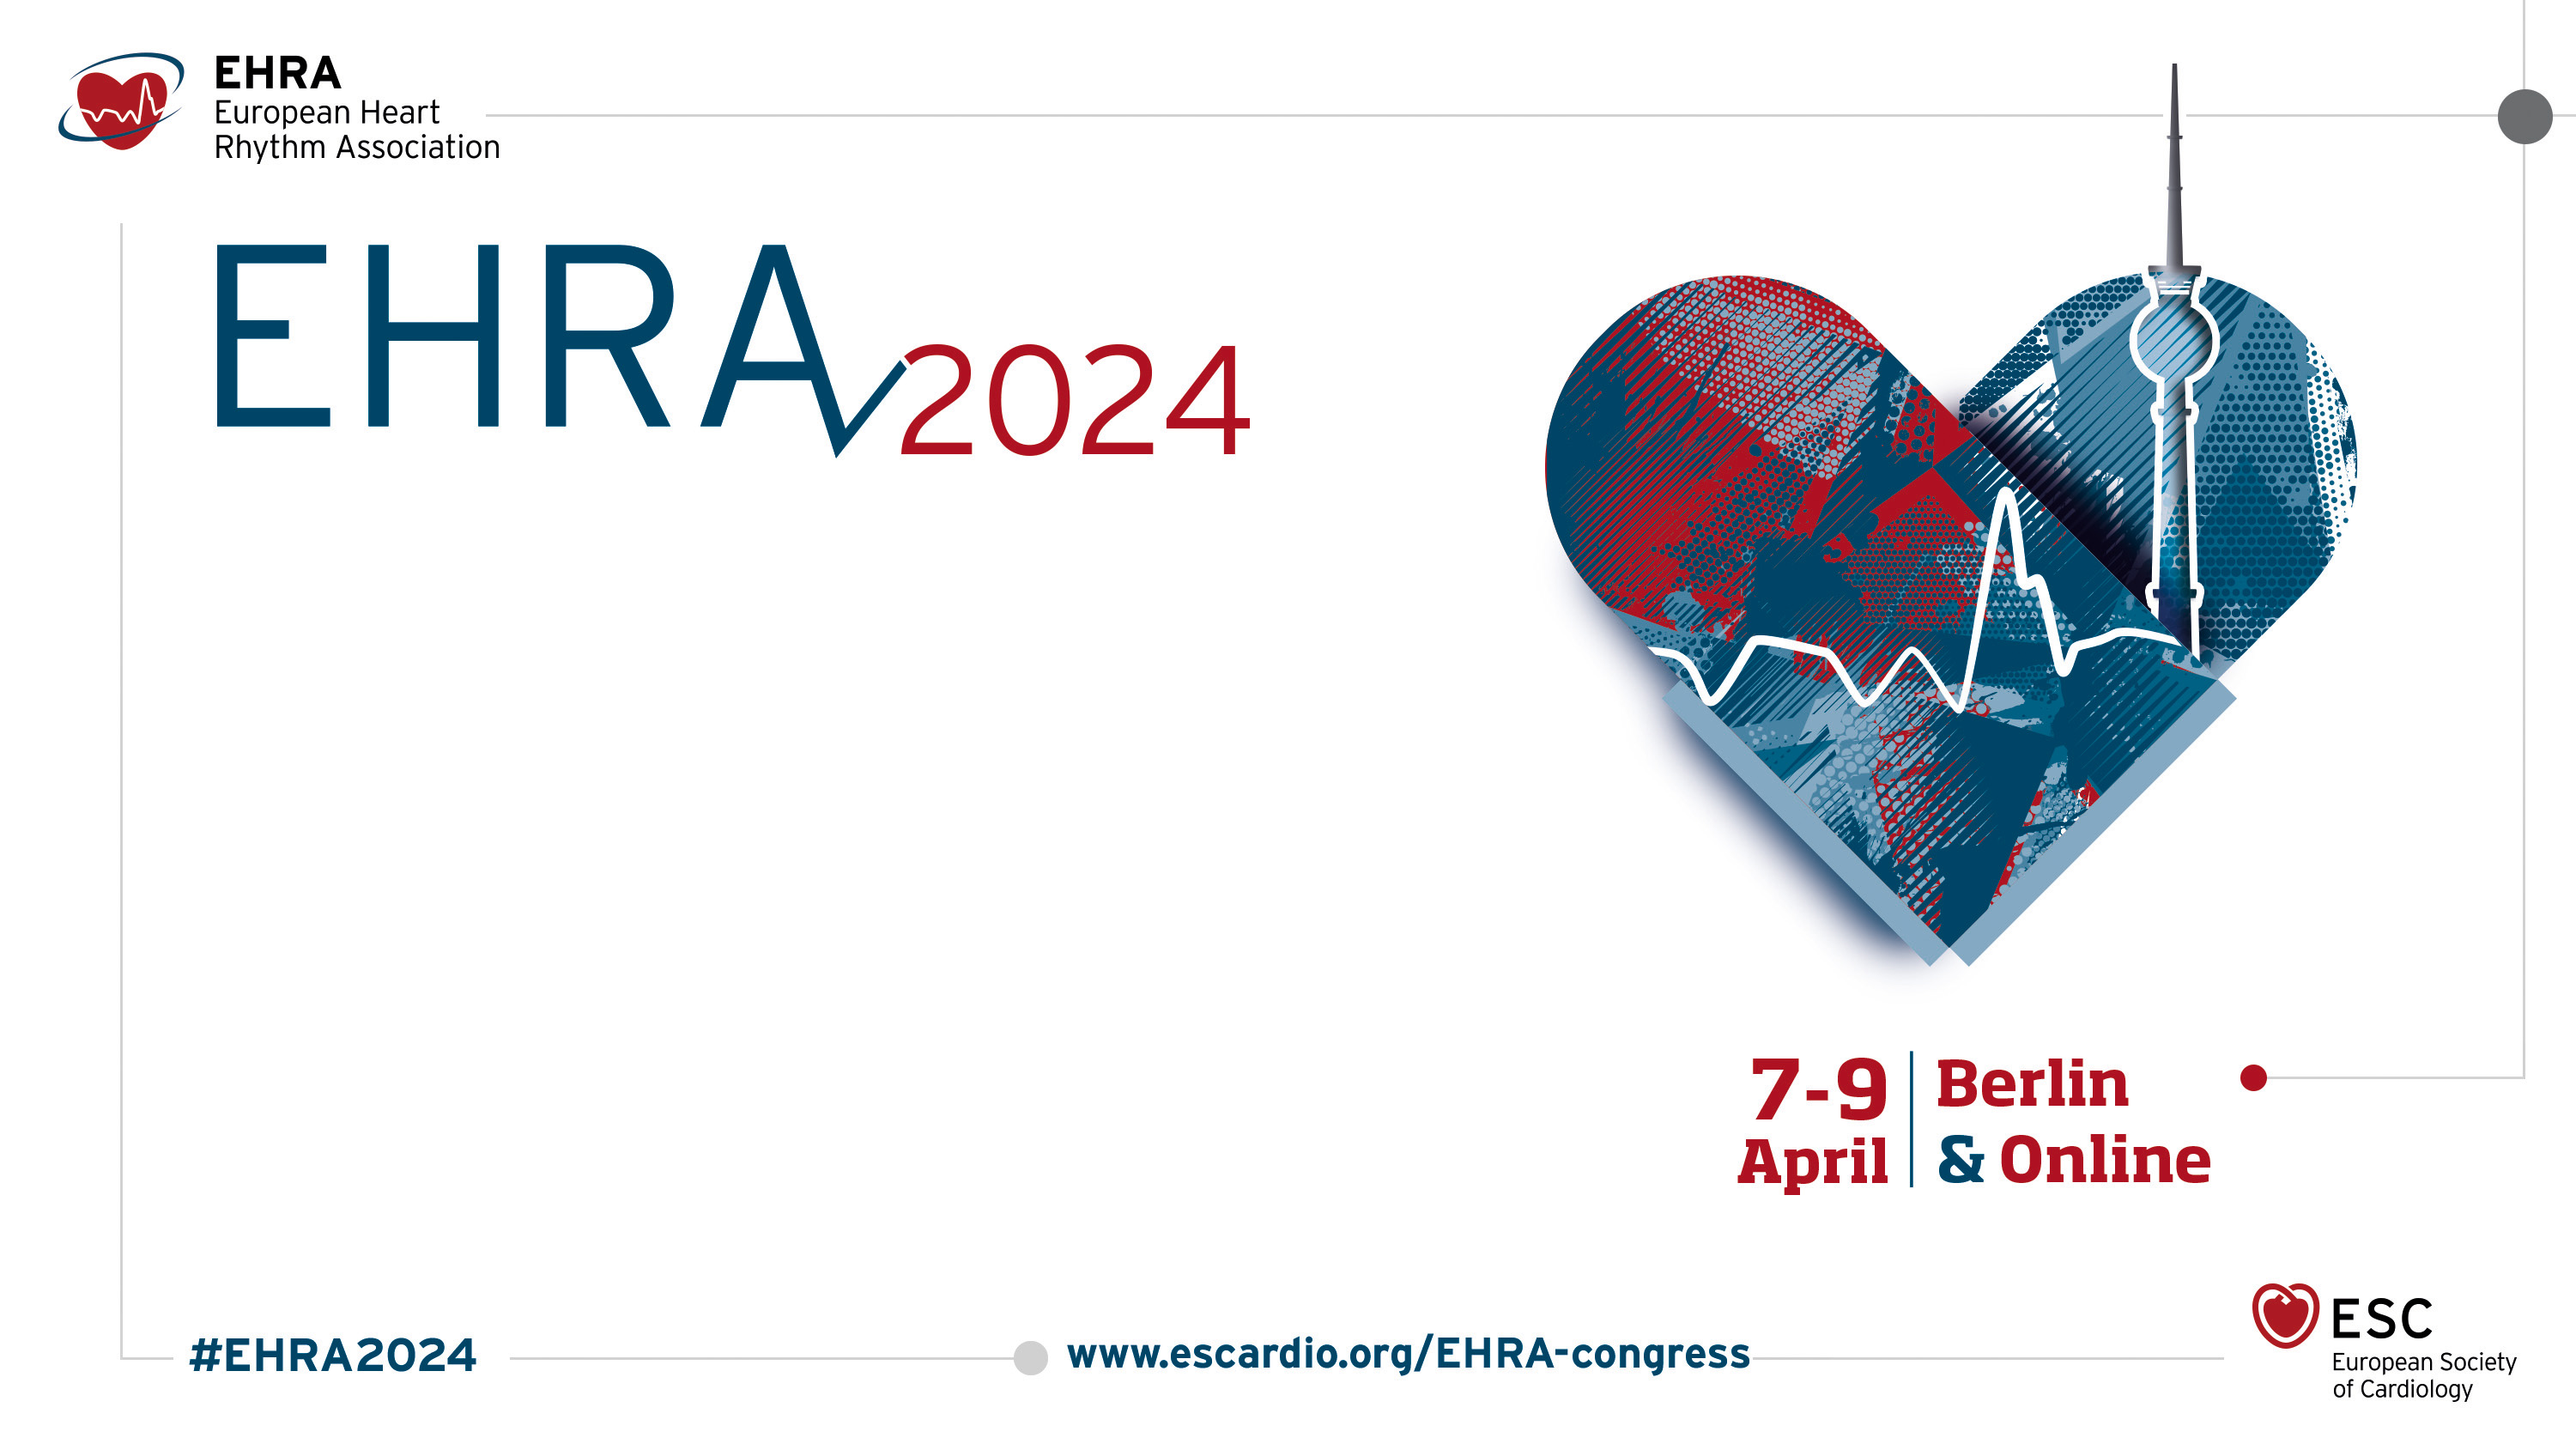 EHRA
European Heart
Rhythm Association
EHRA 2024
7-9
April
Berlin
& Online
#EHRA2024
www.escardio.org/EHRA-congress
ESC
European Society
of Cardiology